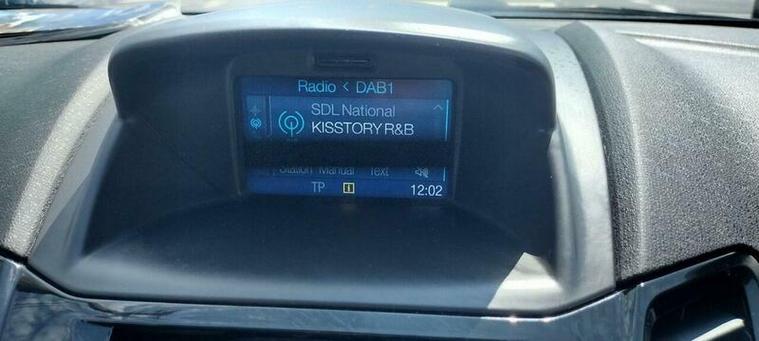 Radio < DAB1
SDL National
KISSTORY R&B
Station Manual Text
TP i 12:02